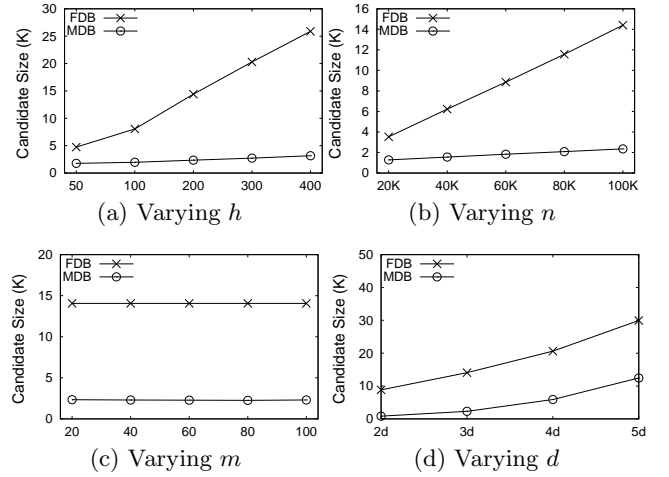 30
25
20
15
10
5
0
Candidate Size (K)
FDB
MDB
50 100 200 300 400
(a) Varying h
16
14
12
10
8
6
4
2
0
Candidate Size (K)
FDB
MDB
20K 40K 60K 80K 100K
(b) Varying n
20
15
10
5
0
Candidate Size (K)
FDB
MDB
20 40 60 80 100
(c) Varying m
50
40
30
20
10
0
Candidate Size (K)
FDB
MDB
2d 3d 4d 5d
(d) Varying d